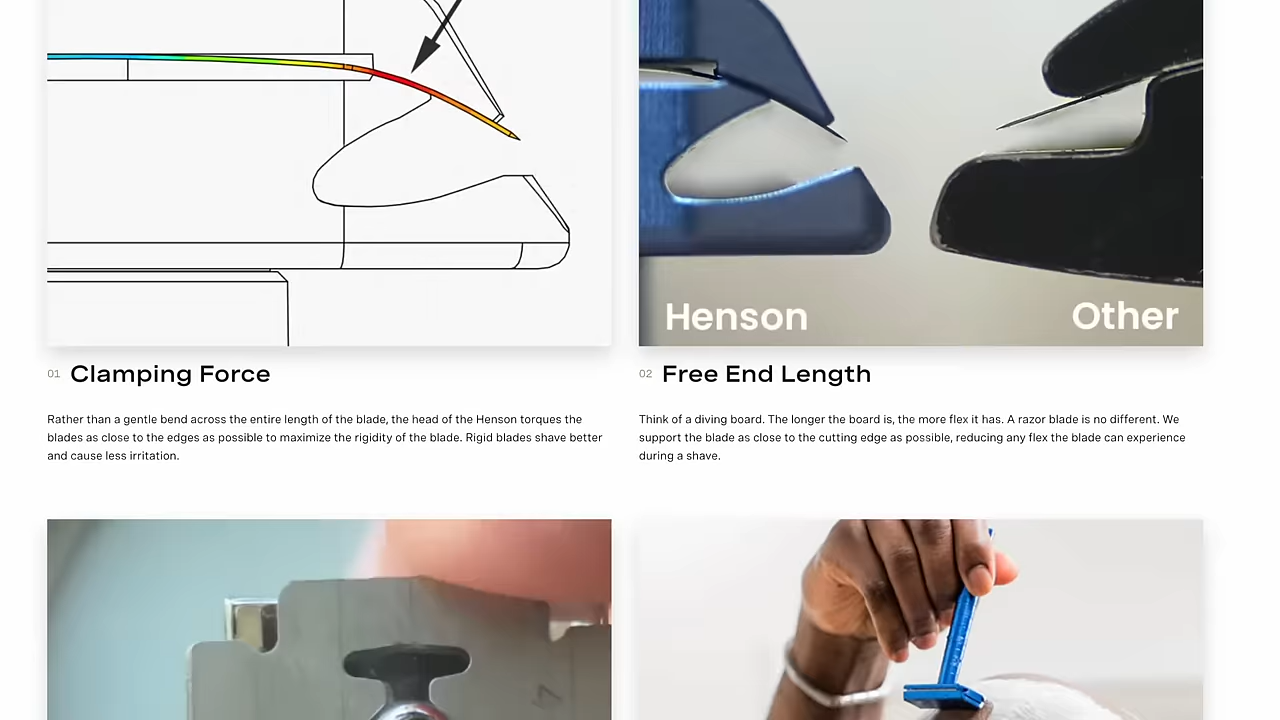 Henson
Other
01 Clamping Force
Rather than a gentle bend across the entire length of the blade, the head of the Henson torques the
blades as close to the edges as possible to maximize the rigidity of the blade. Rigid blades shave better
and cause less irritation.
02 Free End Length
Think of a diving board. The longer the board is, the more flex it has. A razor blade is no different. We
support the blade as close to the cutting edge as possible, reducing any flex the blade can experience
during a shave.